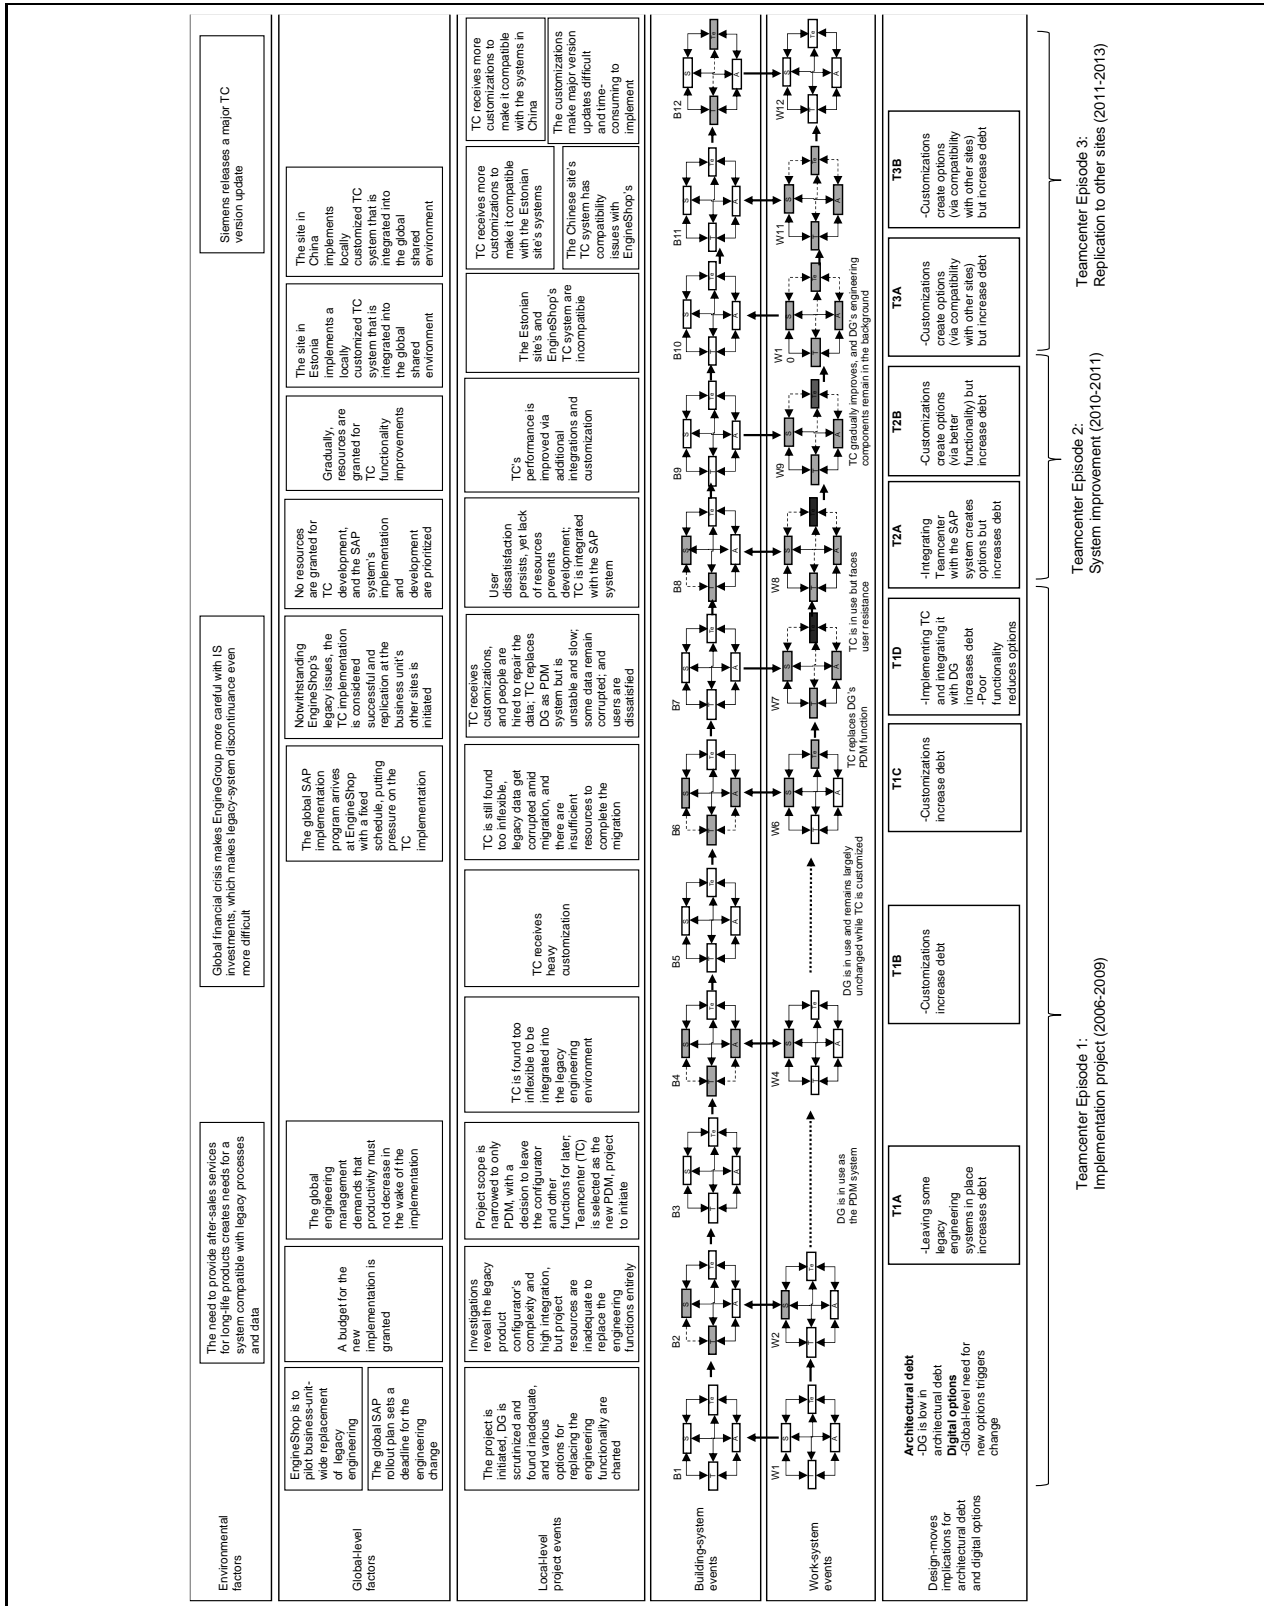 Environmental
factors
The need to provide after-sales services
for long-life products creates needs for a
system compatible with legacy processes
and data
Global financial crisis makes EngineGroup more careful with IS
investments, which makes legacy-system discontinuance even
more difficult
Siemens releases a major TC
version update
Global-level
factors
EngineShop is to
pilot business-unit-
wide replacement
of legacy
engineering
The global SAP
rollout plan sets a
deadline for the
engineering
change
A budget for the
new
implementation is
granted
The global
engineering
management
demands that
productivity must
not decrease in
the wake of the
implementation
The global SAP
implementation
program arrives
at EngineShop
with a fixed
schedule, putting
pressure on the
TC
implementation
Notwithstanding
EngineShop's
legacy issues, the
TC implementation
is considered
successful and
replication at the
business unit's
other sites is
initiated
No resources
are granted for
TC
development,
and the SAP
system's
implementation
and
development
are prioritized
Gradually,
resources are
granted for
TC
functionality
improvements
The site in
Estonia
implements a
locally
customized TC
system that is
integrated into
the global
shared
environment
The site in
China
implements
locally
customized TC
system that is
integrated into
the global
shared
environment
Local-level
project events
The project is
initiated, DG is
scrutinized and
found inadequate,
and various
options for
replacing the
engineering
functionality are
charted
Investigations
reveal the legacy
product
configurator's
complexity and
high integration,
but project
resources are
inadequate to
replace the
engineering
functions entirely
Project scope is
narrowed to only
PDM, with a
decision to leave
the configurator
and other
functions for later;
Teamcenter (TC)
is selected as the
new PDM, project
to initiate
TC is found too
inflexible to be
integrated into
the legacy
engineering
environment
TC receives
heavy
customization
TC is still found
too inflexible,
legacy data get
corrupted amid
migration, and
there are
insufficient
resources to
complete the
migration
TC receives
customizations,
and people are
hired to repair the
data; TC replaces
DG as PDM
system but is
unstable and slow;
some data remain
corrupted; and
users are
dissatisfied
User
dissatisfaction
persists, yet lack
of resources
prevents
development;
TC is integrated
with the SAP
system
TC's
performance is
improved via
additional
integrations and
customization
The Estonian
site's and
EngineShop's
TC system are
incompatible
TC receives more
customizations to
make it compatible
with the Estonian
site's systems
The Chinese site's
TC system has
compatibility
issues with
EngineShop's
TC receives more
customizations to
make it compatible
with the systems in
China
The customizations
make major version
updates difficult
and time-
consuming to
implement
Building-system
events
B1
S
T
Te
A
B2
S
T
Te
A
B3
S
T
Te
A
B4
S
T
Te
A
B5
S
T
Te
A
B6
S
T
Te
A
B7
S
T
Te
A
B8
S
T
Te
A
B9
S
T
Te
A
B10
S
T
Te
A
B11
S
T
Te
A
B12
S
T
Te
A
Work-system
events
W1
S
T
Te
A
W2
S
T
Te
A
DG is in use as
the PDM system
W4
S
T
Te
A
DG is in use and remains largely
unchanged while TC is customized
W6
S
T
Te
A
TC replaces DG's
PDM function
W7
S
T
A
TC is in use but faces
user resistance
W8
S
T
A
W9
S
T
Te
A
TC gradually improves, and DG's engineering
components remain in the background
W1
0
S
T
Te
A
W11
S
T
Te
A
W12
S
T
Te
A
Design-moves
implications for
architectural debt
and digital options
Architectural debt
-DG is low in
architectural debt
Digital options
-Global-level need for
new options triggers
change
T1A
-Leaving some
legacy
engineering
systems in place
increases debt
T1B
-Customizations
increase debt
T1C
-Customizations
increase debt
T1D
-Implementing TC
and integrating it
with DG
increases debt
-Poor
functionality
reduces options
T2A
-Integrating
Teamcenter
with the SAP
system creates
options but
increases debt
T2B
-Customizations
create options
(via better
functionality) but
increase debt
T3A
-Customizations
create options
(via compatibility
with other sites)
but increase debt
T3B
-Customizations
create options
(via compatibility
with other sites)
but increase debt
Teamcenter Episode 1:
Implementation project (2006-2009)
Teamcenter Episode 2:
System improvement (2010-2011)
Teamcenter Episode 3:
Replication to other sites (2011-2013)